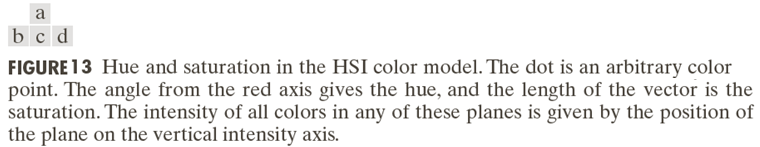 a
b c d
FIGURE 13 Hue and saturation in the HSI color model. The dot is an arbitrary color
point. The angle from the red axis gives the hue, and the length of the vector is the
saturation. The intensity of all colors in any of these planes is given by the position of
the plane on the vertical intensity axis.